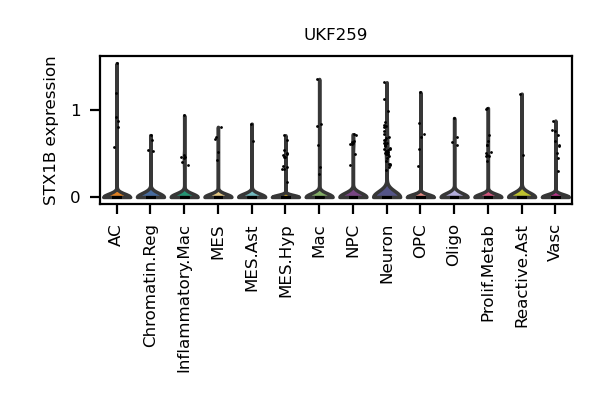 UKF259
STX1B expression
1
0
AC
Chromatin.Reg
Inflammatory.Mac
MES
MES.Ast
MES.Hyp
Mac
NPC
Neuron
OPC
Oligo
Prolif.Metab
Reactive.Ast
Vasc